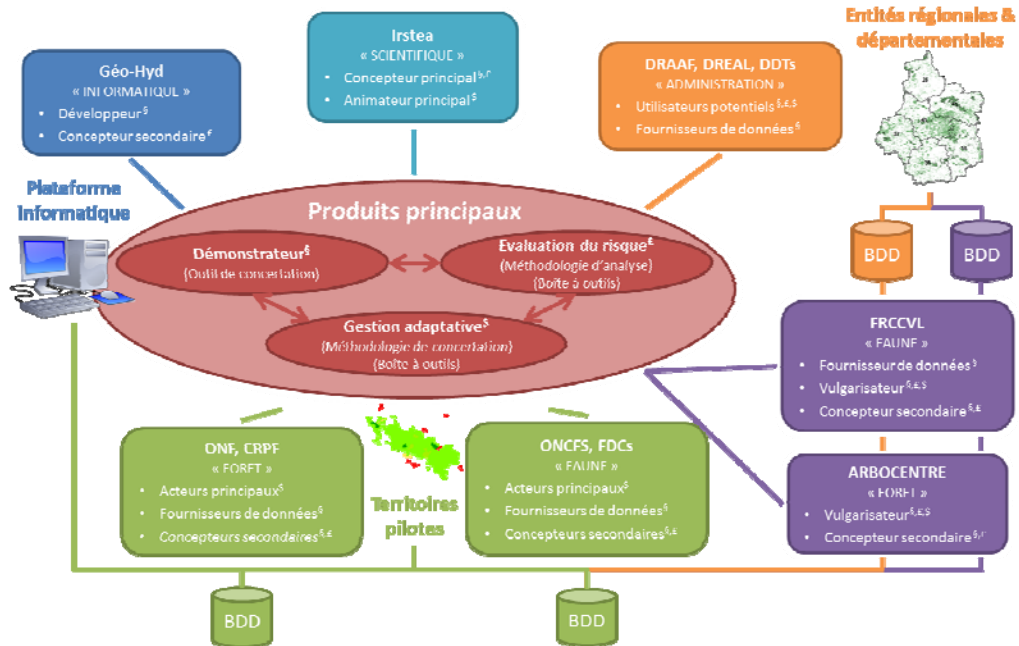 Irstea
« SCIENTIFIQUE »
• Concepteur principal
• Animateur principal $
Géo-Hyd
« INFORMATIQUE »
• Développeur §
• Concepteur secondaire
DRAAF, DREAL, DDTs
« ADMINISTRATION »
• Utilisateurs potentiels §,£,$
• Fournisseurs de données §
Entités régionales &
départementales
Plateforme
informatique
Produits principaux
Démonstrateur §
(Outil de concertation)
Evaluation du risque £
(Méthodologie d'analyse)
(Boîte à outils)
Gestion adaptative $
(Méthodologie de concertation)
(Boîte à outils)
BDD
BDD
FRCCVL
« FAUNE »
• Fournisseur de données §
• Vulgarisateur §,£,$
• Concepteur secondaire §,£
ARBOCENTRE
« FORET »
• Vulgarisateur §,£,$
• Concepteur secondaire
ONF, CRPF
« FORET »
• Acteurs principaux $
• Fournisseurs de données §
• Concepteurs secondaires §,£
Territoires
pilotes
ONCFS, FDCs
« FAUNE »
• Acteurs principaux $
• Fournisseurs de données §
• Concepteurs secondaires §,£
BDD
BDD